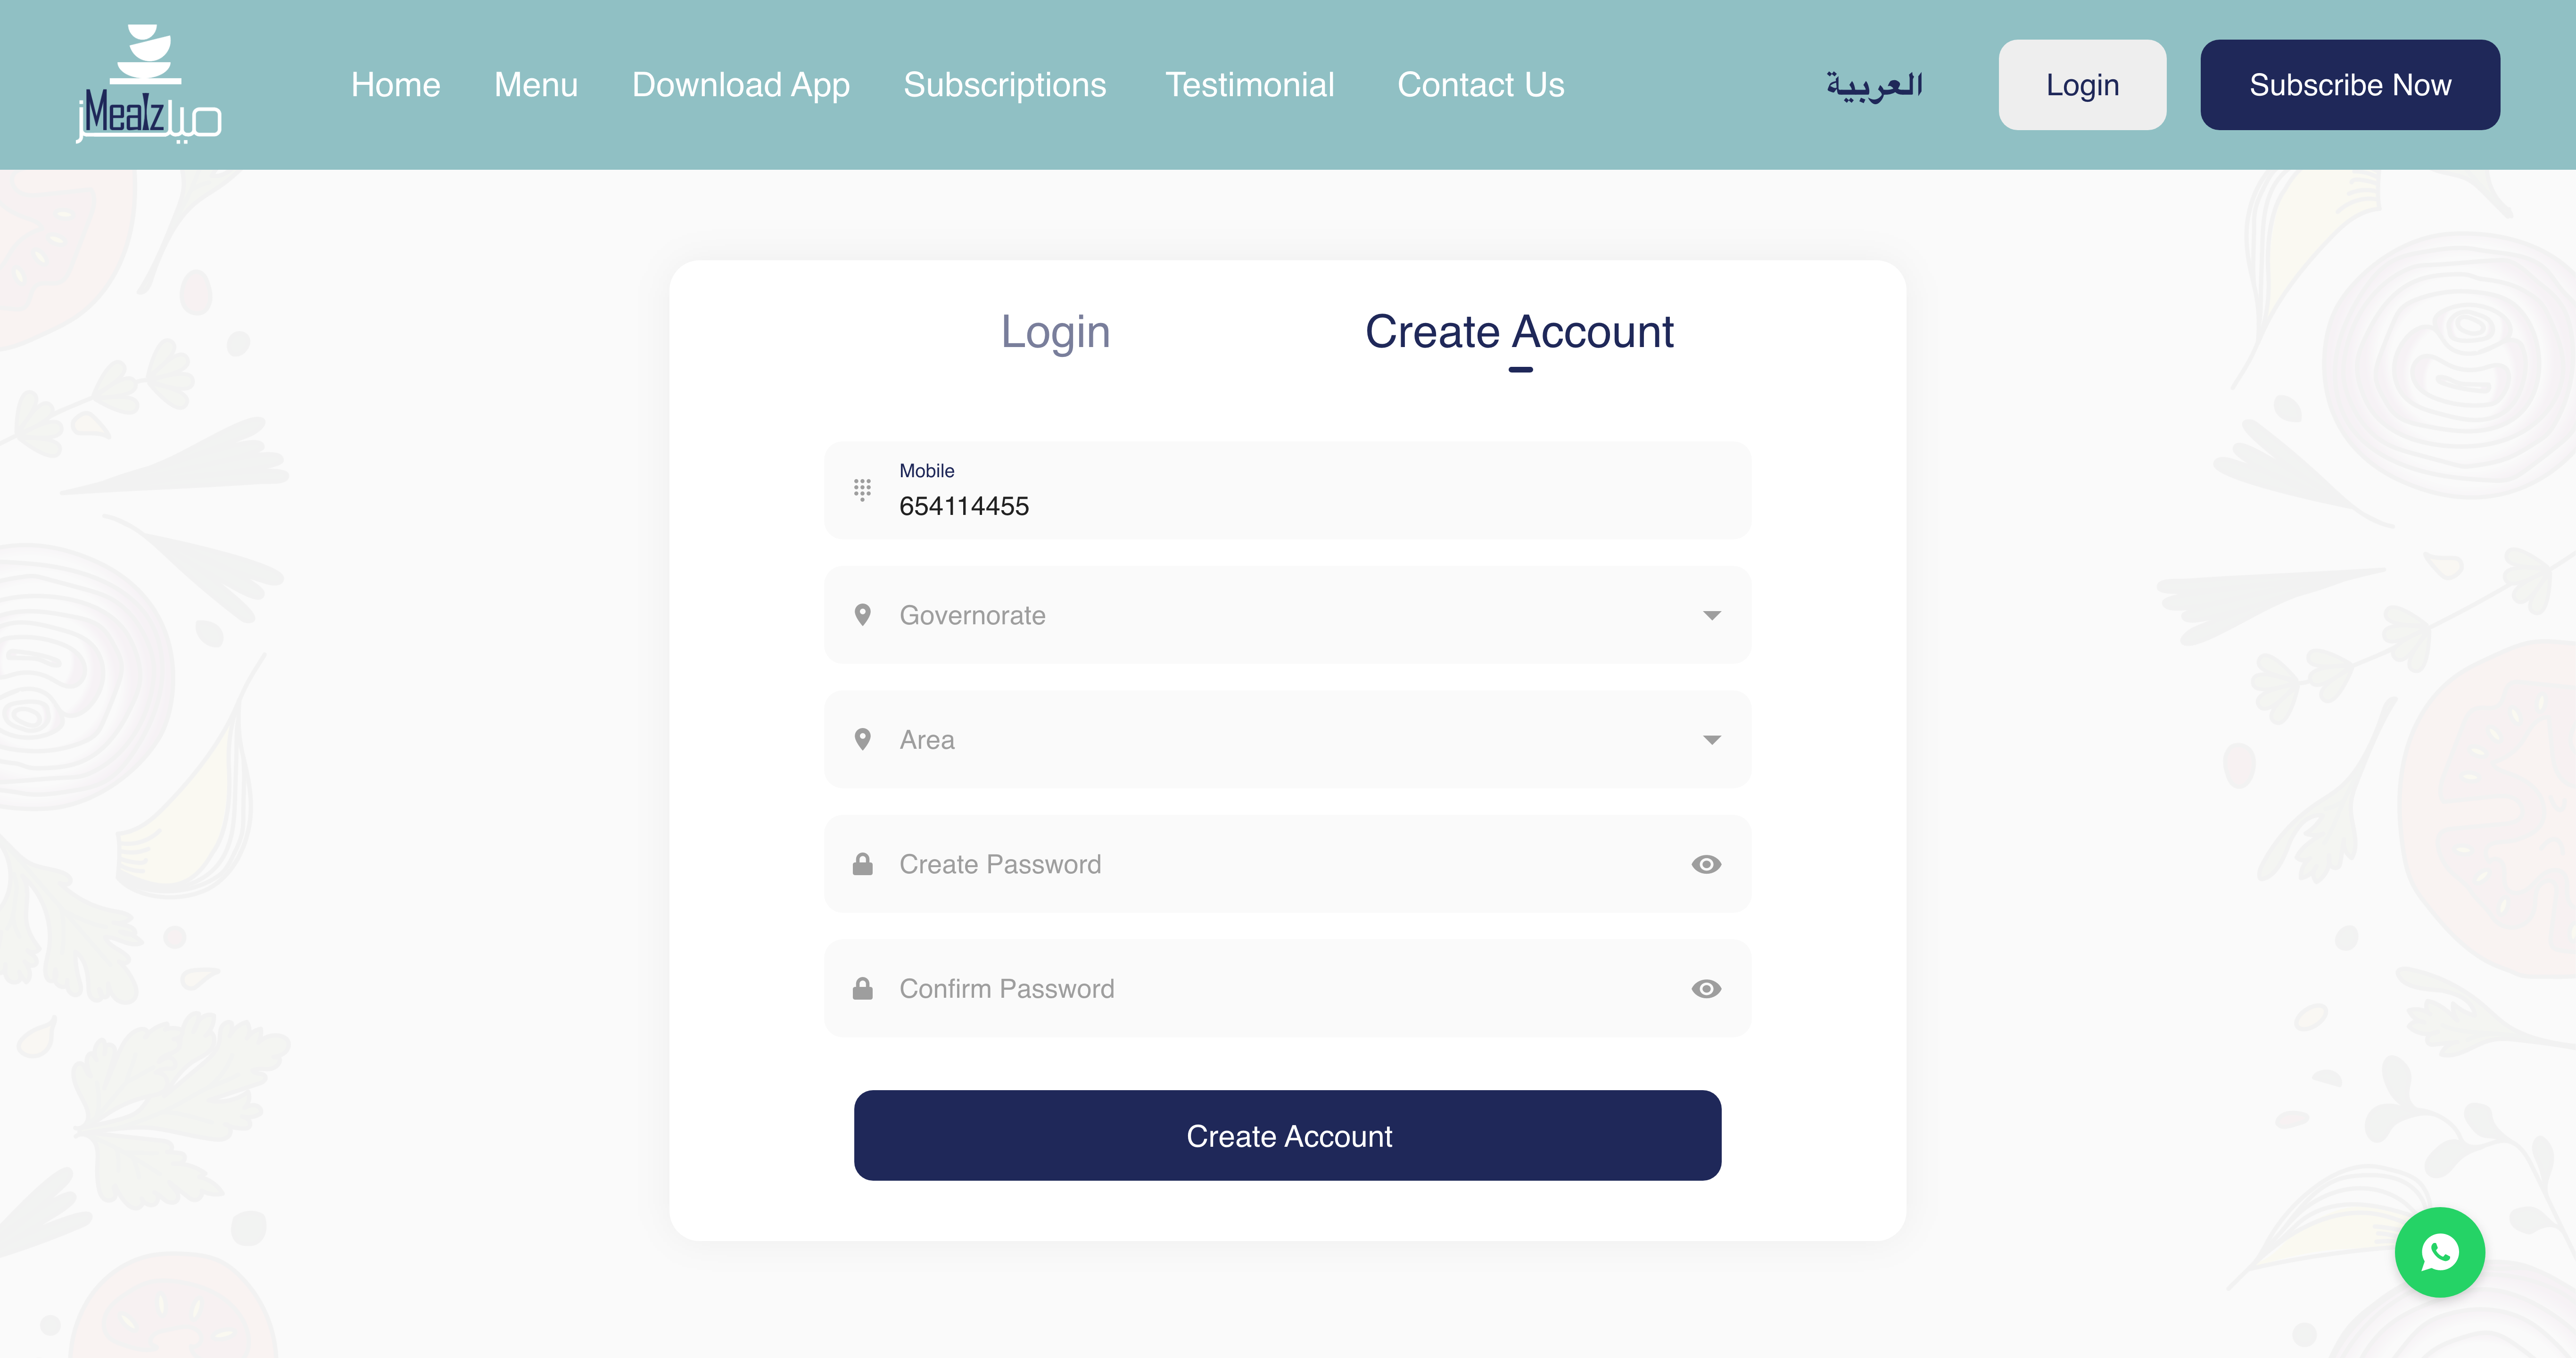 Mealz
ميلز
Home Menu Download App Subscriptions Testimonial Contact Us العربية Login Subscribe Now
Login Create Account
Mobile
654114455
Governorate
Area
Create Password
Confirm Password
Create Account